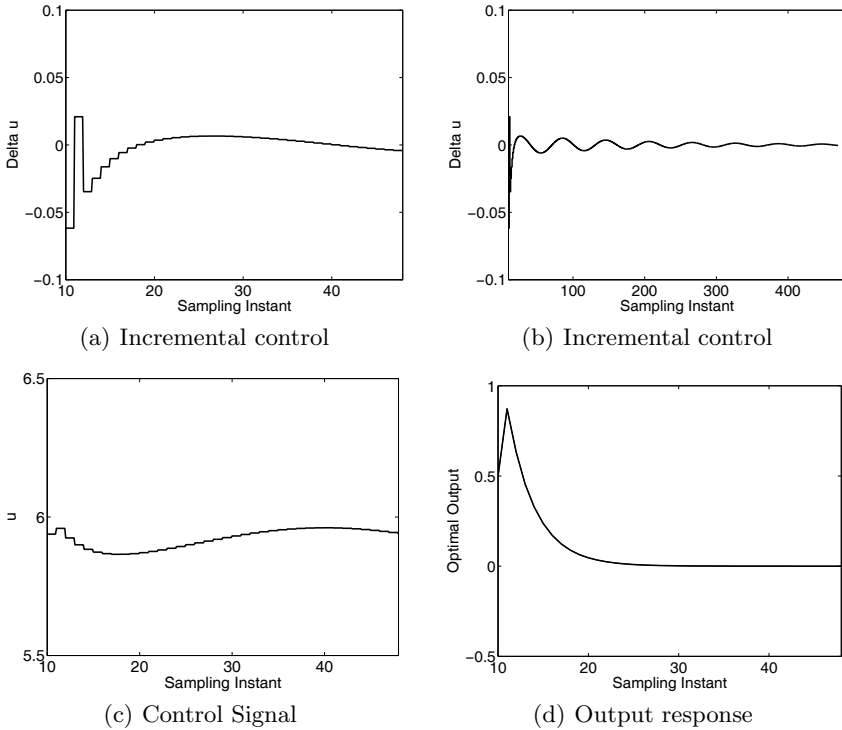 0.1
0.05
0
−0.05
−0.1
Delta u
10
20
30
40
Sampling Instant
(a) Incremental control
0.1
0.05
0
−0.05
−0.1
Delta u
100
200
300
400
Sampling Instant
(b) Incremental control
6.5
6
5.5
u
10
20
30
40
Sampling Instant
(c) Control Signal
1
0.5
0
−0.5
Optimal Output
10
20
30
40
Sampling Instant
(d) Output response